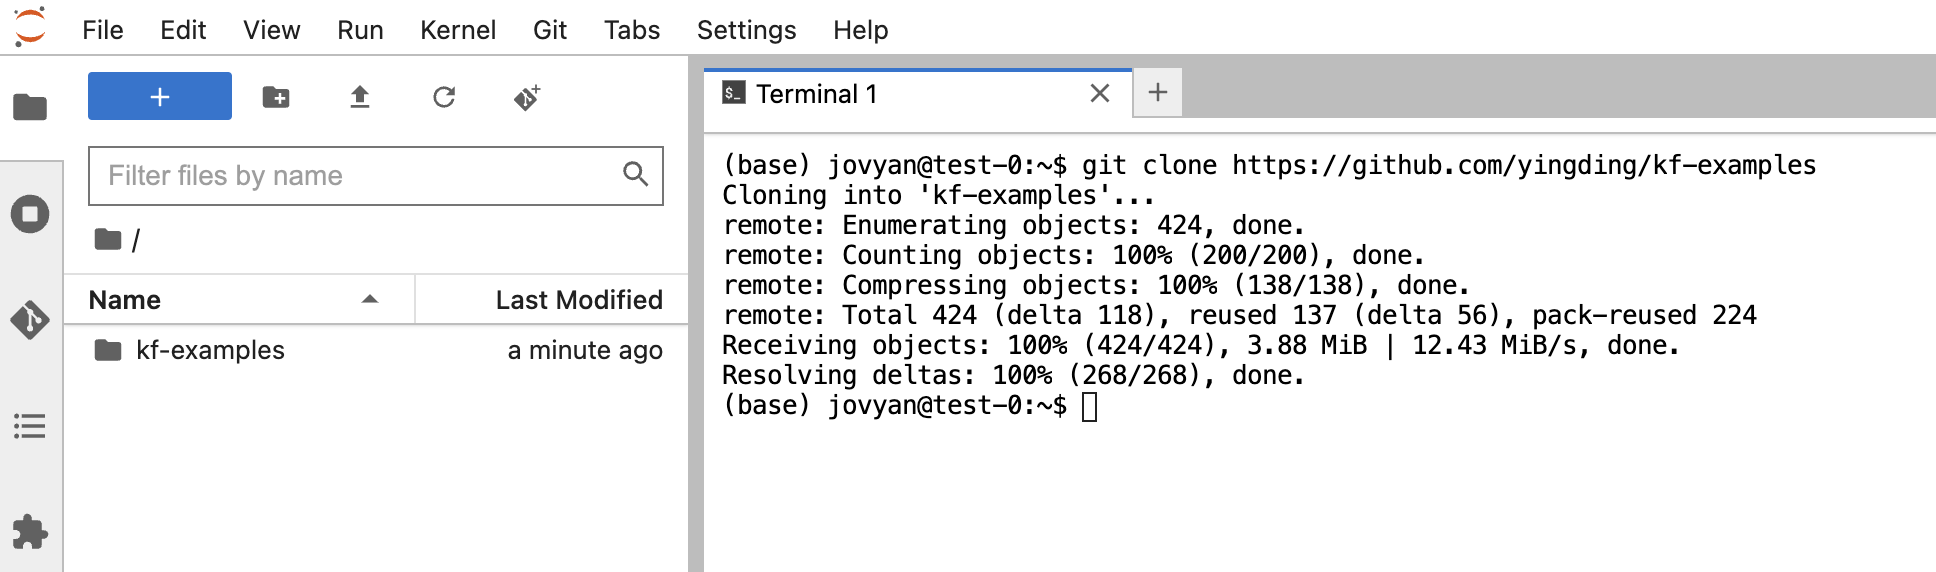 File Edit View Run Kernel Git Tabs Settings Help
+
Filter files by name
/
Name Last Modified
kf-examples a minute ago
$_ Terminal 1 × +
(base) jovyan@test-0:~$ git clone https://github.com/yingding/kf-examples
Cloning into 'kf-examples'...
remote: Enumerating objects: 424, done.
remote: Counting objects: 100% (200/200), done.
remote: Compressing objects: 100% (138/138), done.
remote: Total 424 (delta 118), reused 137 (delta 56), pack-reused 224
Receiving objects: 100% (424/424), 3.88 MiB | 12.43 MiB/s, done.
Resolving deltas: 100% (268/268), done.
(base) jovyan@test-0:~$